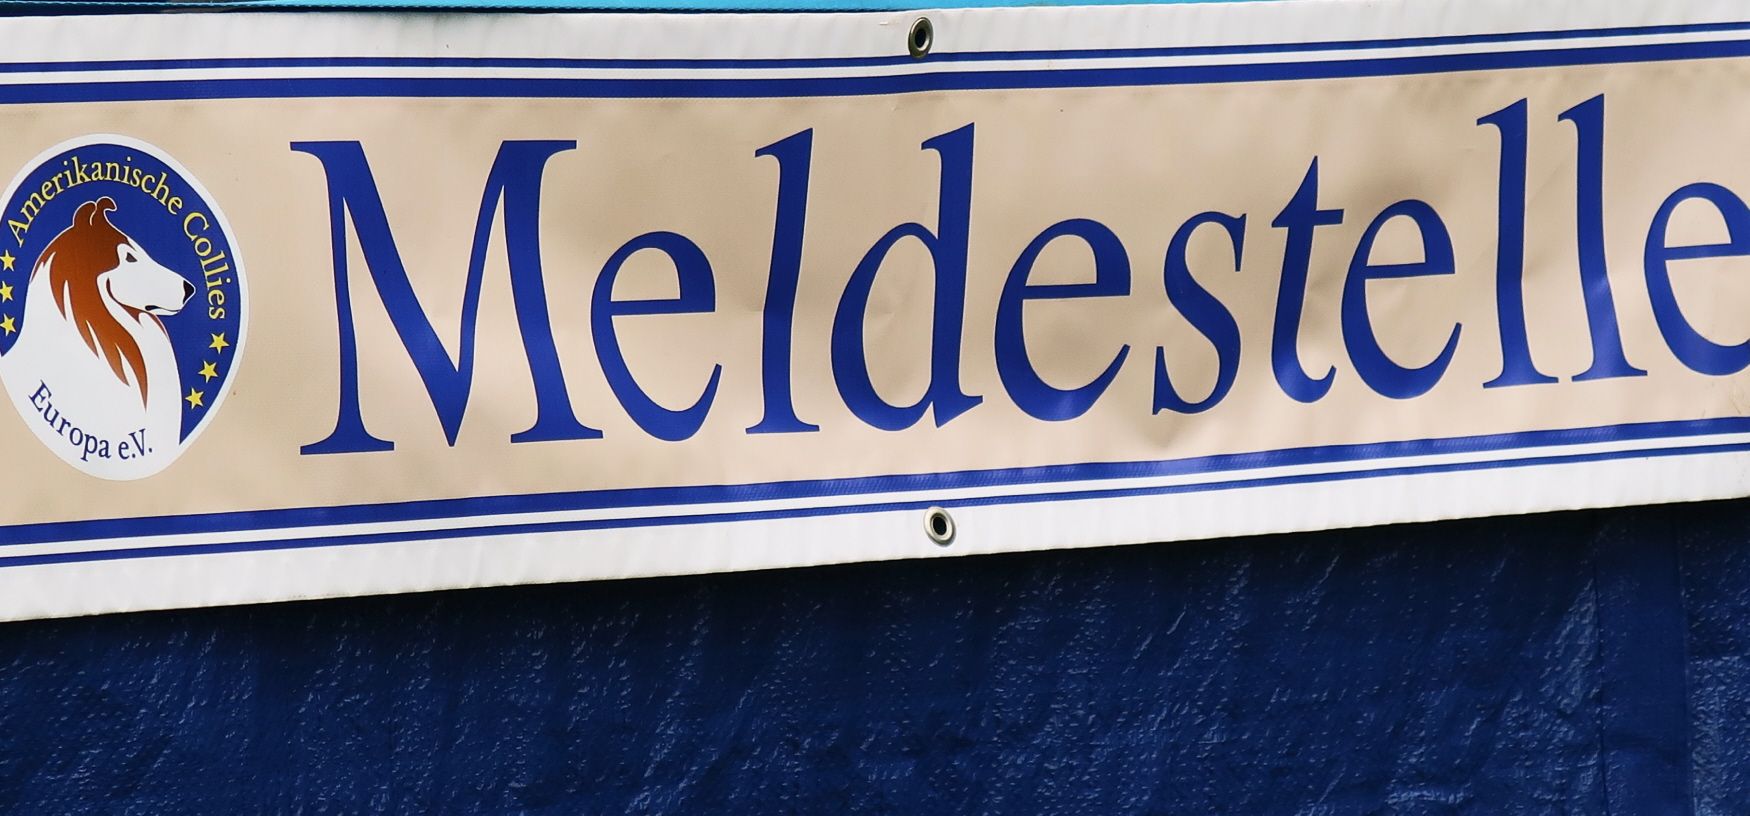 Amerikanische Collies
Europa e.V.
Meldestelle